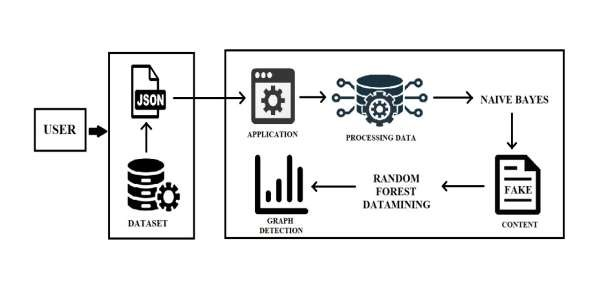 USER
JSON
DATASET
APPLICATION
PROCESSING DATA
NAIVE BAYES
FAKE
CONTENT
RANDOM
FOREST
DATAMINING
GRAPH
DETECTION